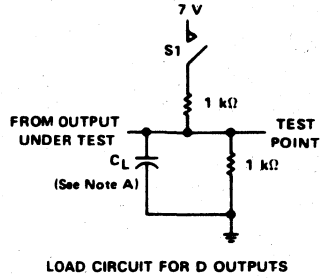 7 V
S1
1 kΩ
FROM OUTPUT
UNDER TEST
TEST
POINT
CL
(See Note A)
1 kΩ
LOAD CIRCUIT FOR D OUTPUTS